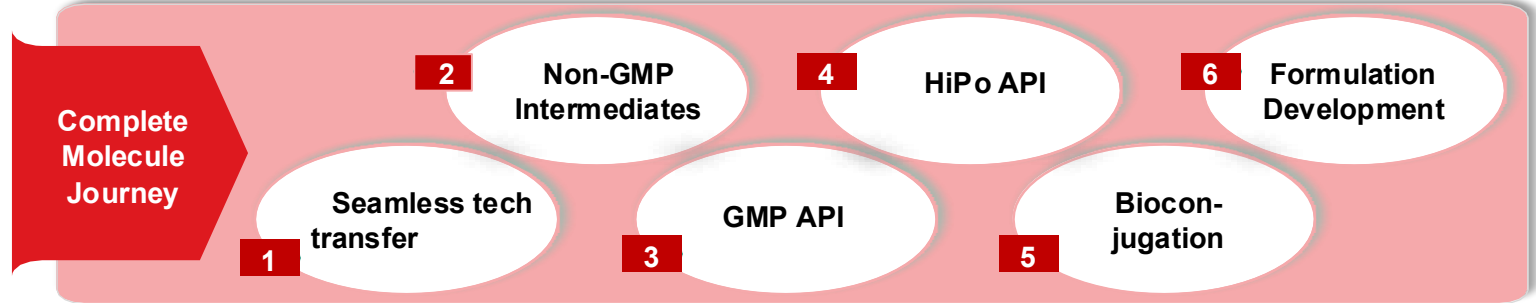 Complete
Molecule
Journey
1
Seamless tech
transfer
2
Non-GMP
Intermediates
3
GMP API
4
HiPo API
5
Biocon-
jugation
6
Formulation
Development